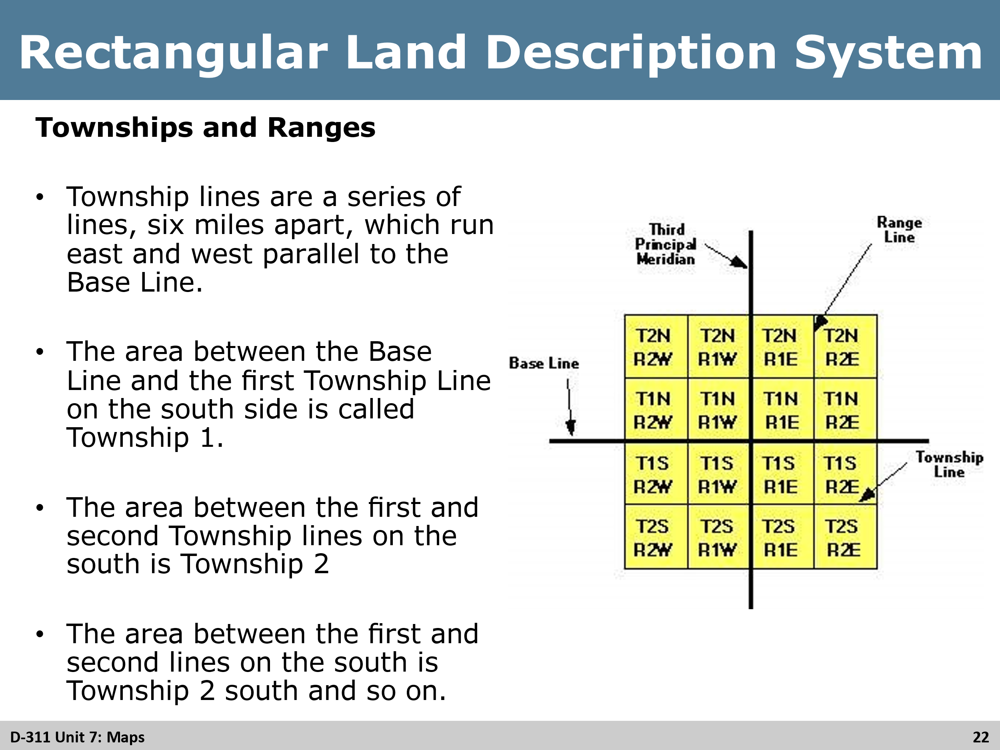 Rectangular Land Description System
Townships and Ranges
• Township lines are a series of
lines, six miles apart, which run
east and west parallel to the
Base Line.
• The area between the Base
Line and the first Township Line
on the south side is called
Township 1.
• The area between the first and
second Township lines on the
south is Township 2
• The area between the first and
second lines on the south is
Township 2 south and so on.
Third
Principal
Meridian
Range
Line
Base Line
T2N T2N T2N T2N
R2W R1W R1E R2E
T1N T1N T1N T1N
R2W R1W R1E R2E
T1S T1S T1S T1S
R2W R1W R1E R2E
T2S T2S T2S T2S
R2W R1W R1E R2E
Township
Line
D-311 Unit 7: Maps
22